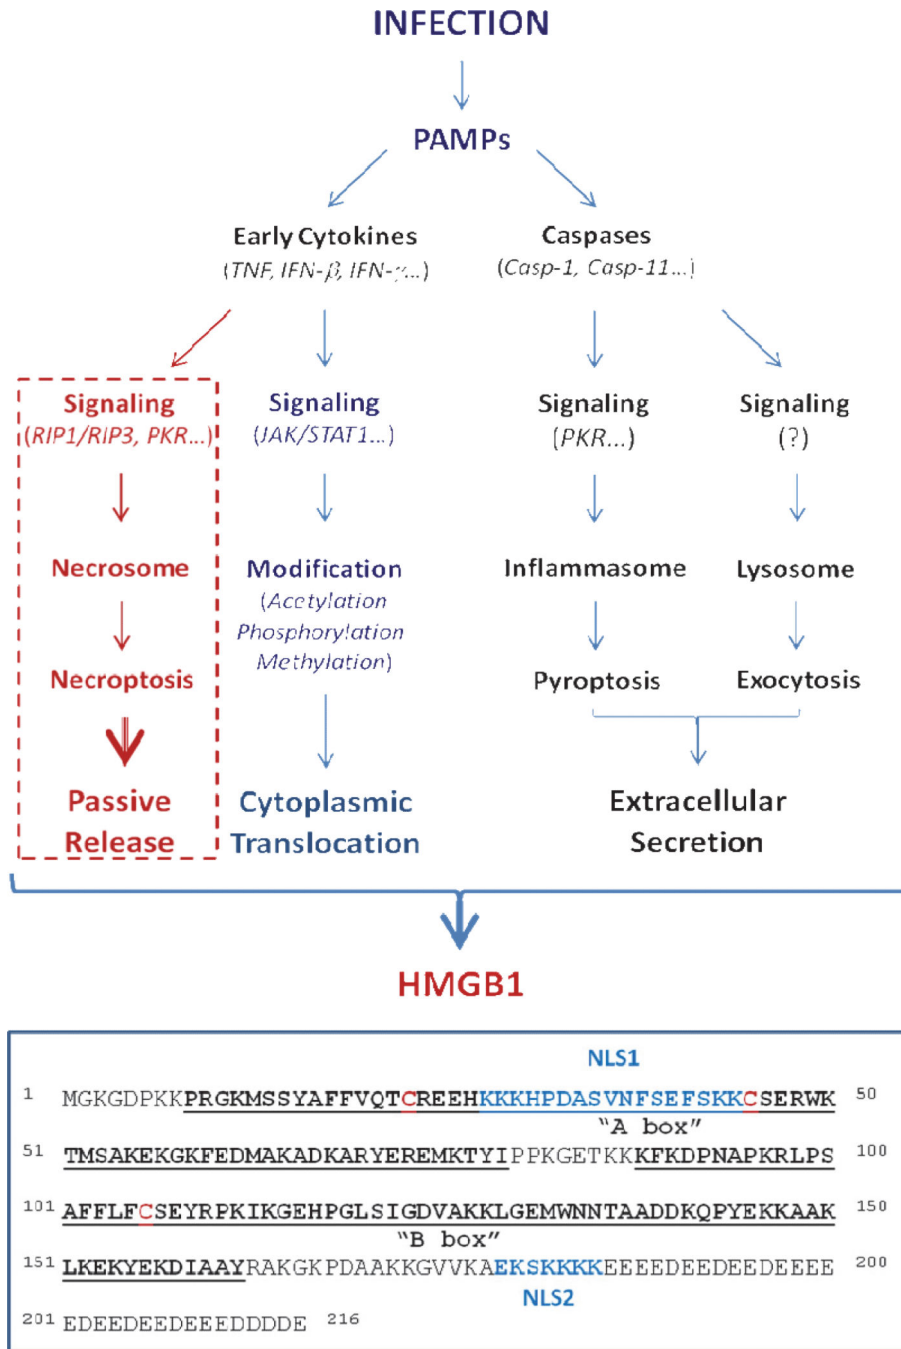 INFECTION
PAMPs
Early Cytokines
(TNF, IFN-β, IFN-γ...)
Caspases
(Casp-1, Casp-11...)
Signaling
(RIP1/RIP3, PKR...)
Signaling
(JAK/STAT1...)
Signaling
(PKR...)
Signaling
(?)
Necrosome
Modification
(Acetylation
Phosphorylation
Methylation)
Inflammasome
Lysosome
Necroptosis
Pyroptosis
Exocytosis
Passive
Release
Cytoplasmic
Translocation
Extracellular
Secretion
HMGB1
NLS1
1 MGKGDPKKPRGKMSSYAFFVQTCREEHKKKHPDASVNFSEFSKKCSERWK 50
"A box"
51 TMSAKEKGKFEDMAKADKARYEREMKTYIPPKGETKKKFKDPNAPKRLPS 100
101 AFFLFCSEYRPKIKGEHPGLSIGDVAKKLGEMWNNTAADDKQPYEKKAAK 150
"B box"
151 LKEKYEKDIAAYRAKGKPDAAKKGVVKAEKSKKKKEEEEDEEDEEDEEEE 200
NLS2
201 EDEEDEEDEEEDDDDE 216